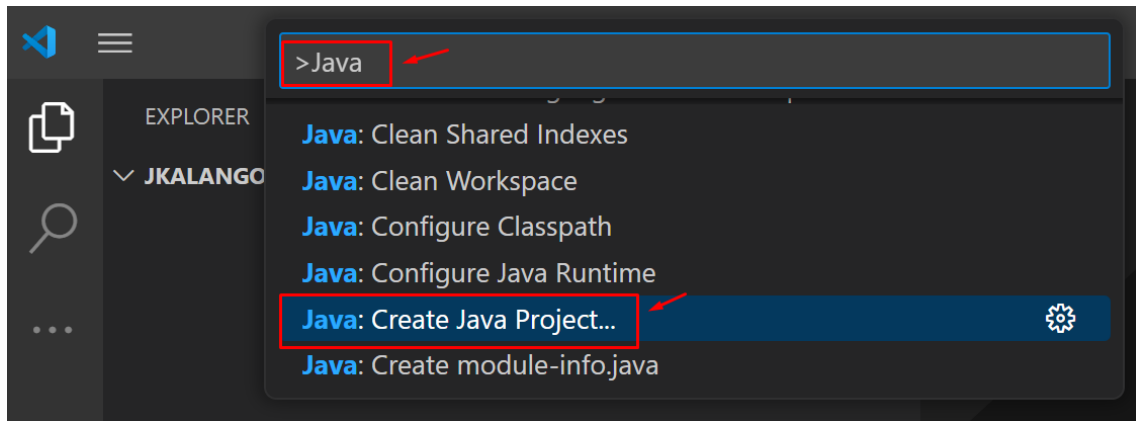 >Java
EXPLORER
JKALANGO
Java: Clean Shared Indexes
Java: Clean Workspace
Java: Configure Classpath
Java: Configure Java Runtime
Java: Create Java Project...
Java: Create module-info.java